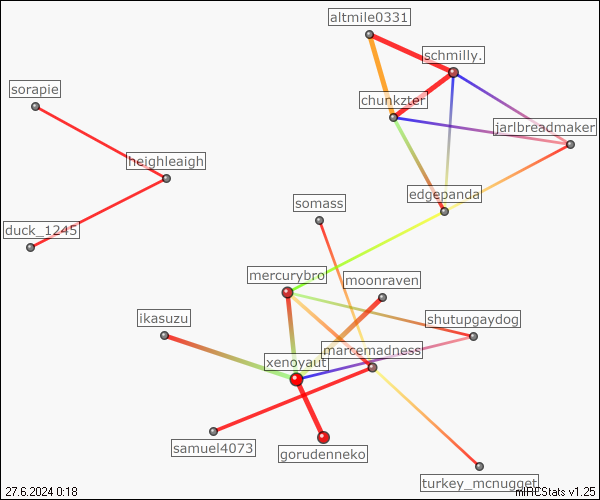 altmile0331
schmilly.
sorapie
chunkzter
jarlbreadmaker
heighleaigh
edgepanda
somass
duck_1245
mercurybro
moonraven
ikasuzu
shutupgaydog
marcemadness
xenoyaut
samuel4073
gorudenneko
turkey_mcnugget
27.6.2024 0:18
mIRCStats v1.25